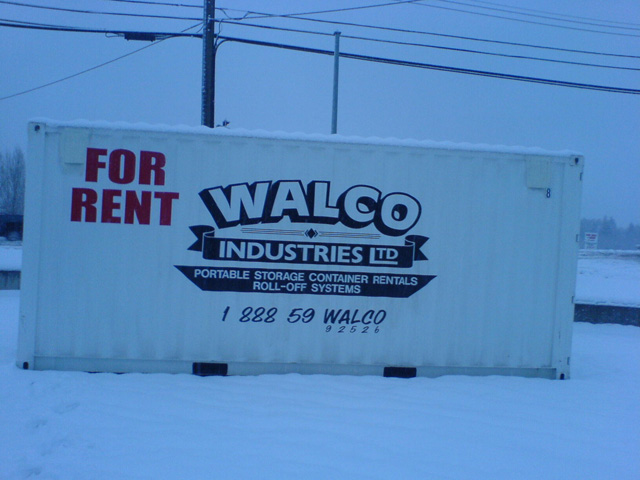 FOR
RENT
WALCO
INDUSTRIES LTD
PORTABLE STORAGE CONTAINER RENTALS
ROLL-OFF SYSTEMS
1 888 59 WALCO
92526
8